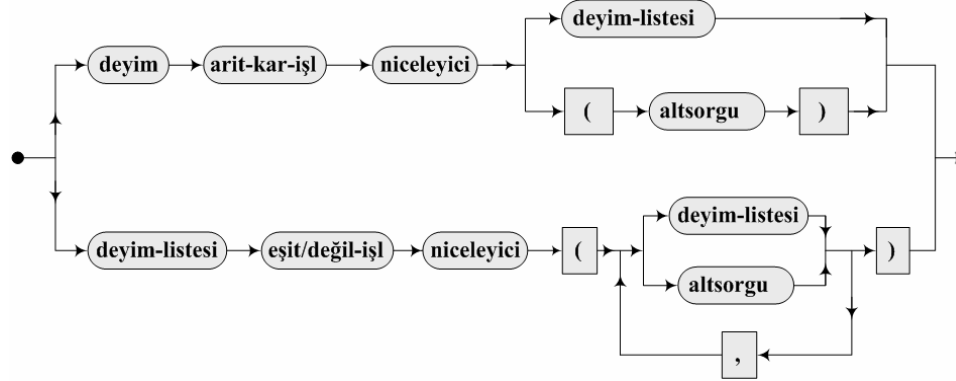 deyim-listesi
deyim arit-kar-işl niceleyici
( altsorgu )
deyim-listesi
deyim-listesi eşit/değil-işl niceleyici ( )
altsorgu
,